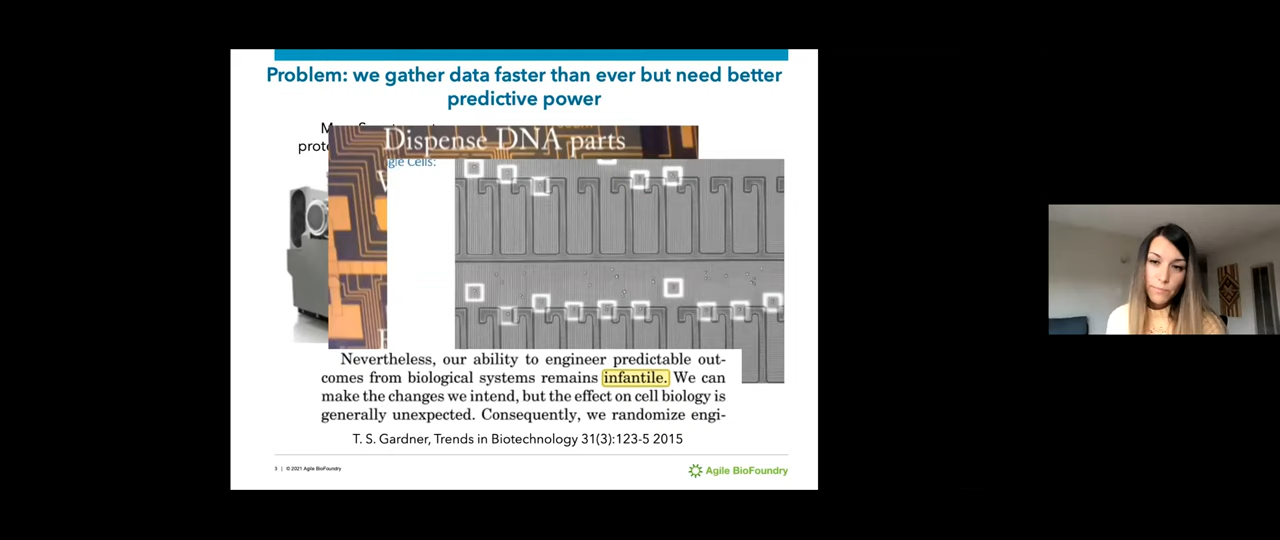 Problem: we gather data faster than ever but need better
predictive power
Dispense DNA parts
Cells:
Nevertheless, our ability to engineer predictable out-
comes from biological systems remains infantile. We can
make the changes we intend, but the effect on cell biology is
generally unexpected. Consequently, we randomize engi-
T. S. Gardner, Trends in Biotechnology 31(3):123-5 2015
3 | © 2021 Agile BioFoundry
Agile BioFoundry